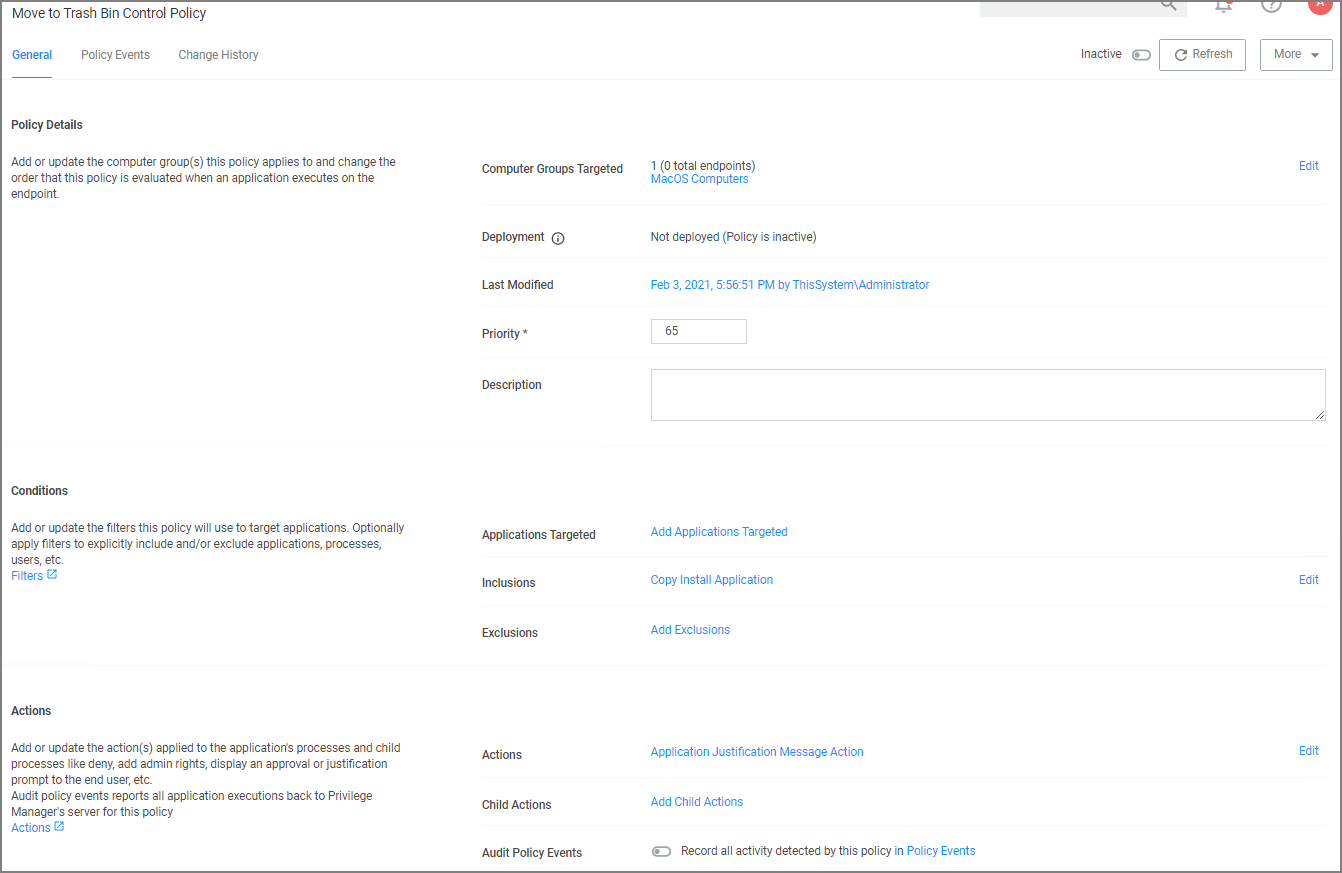 Move to Trash Bin Control Policy
A
General Policy Events Change History
Inactive Refresh More
Policy Details
Add or update the computer group(s) this policy applies to and change the
order that this policy is evaluated when an application executes on the
endpoint.
Computer Groups Targeted
1 (0 total endpoints)
MacOS Computers
Edit
Deployment
Not deployed (Policy is inactive)
Last Modified
Feb 3, 2021, 5:56:51 PM by ThisSystem\Administrator
Priority *
65
Description
Conditions
Add or update the filters this policy will use to target applications. Optionally
apply filters to explicitly include and/or exclude applications, processes,
users, etc.
Filters
Applications Targeted
Add Applications Targeted
Inclusions
Copy Install Application
Edit
Exclusions
Add Exclusions
Actions
Add or update the action(s) applied to the application's processes and child
processes like deny, add admin rights, display an approval or justification
prompt to the end user, etc.
Audit policy events reports all application executions back to Privilege
Manager's server for this policy
Actions
Actions
Application Justification Message Action
Edit
Child Actions
Add Child Actions
Audit Policy Events
Record all activity detected by this policy in Policy Events